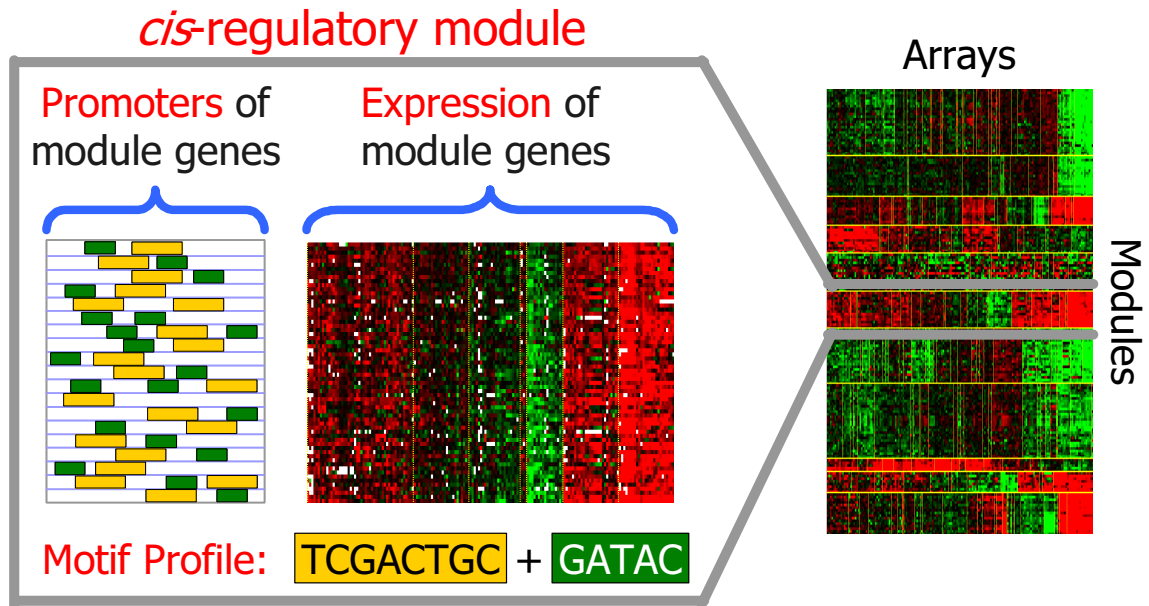 cis-regulatory module
Promoters of
module genes
Expression of
module genes
Motif Profile: TCGACTGC + GATAC
Arrays
Modules